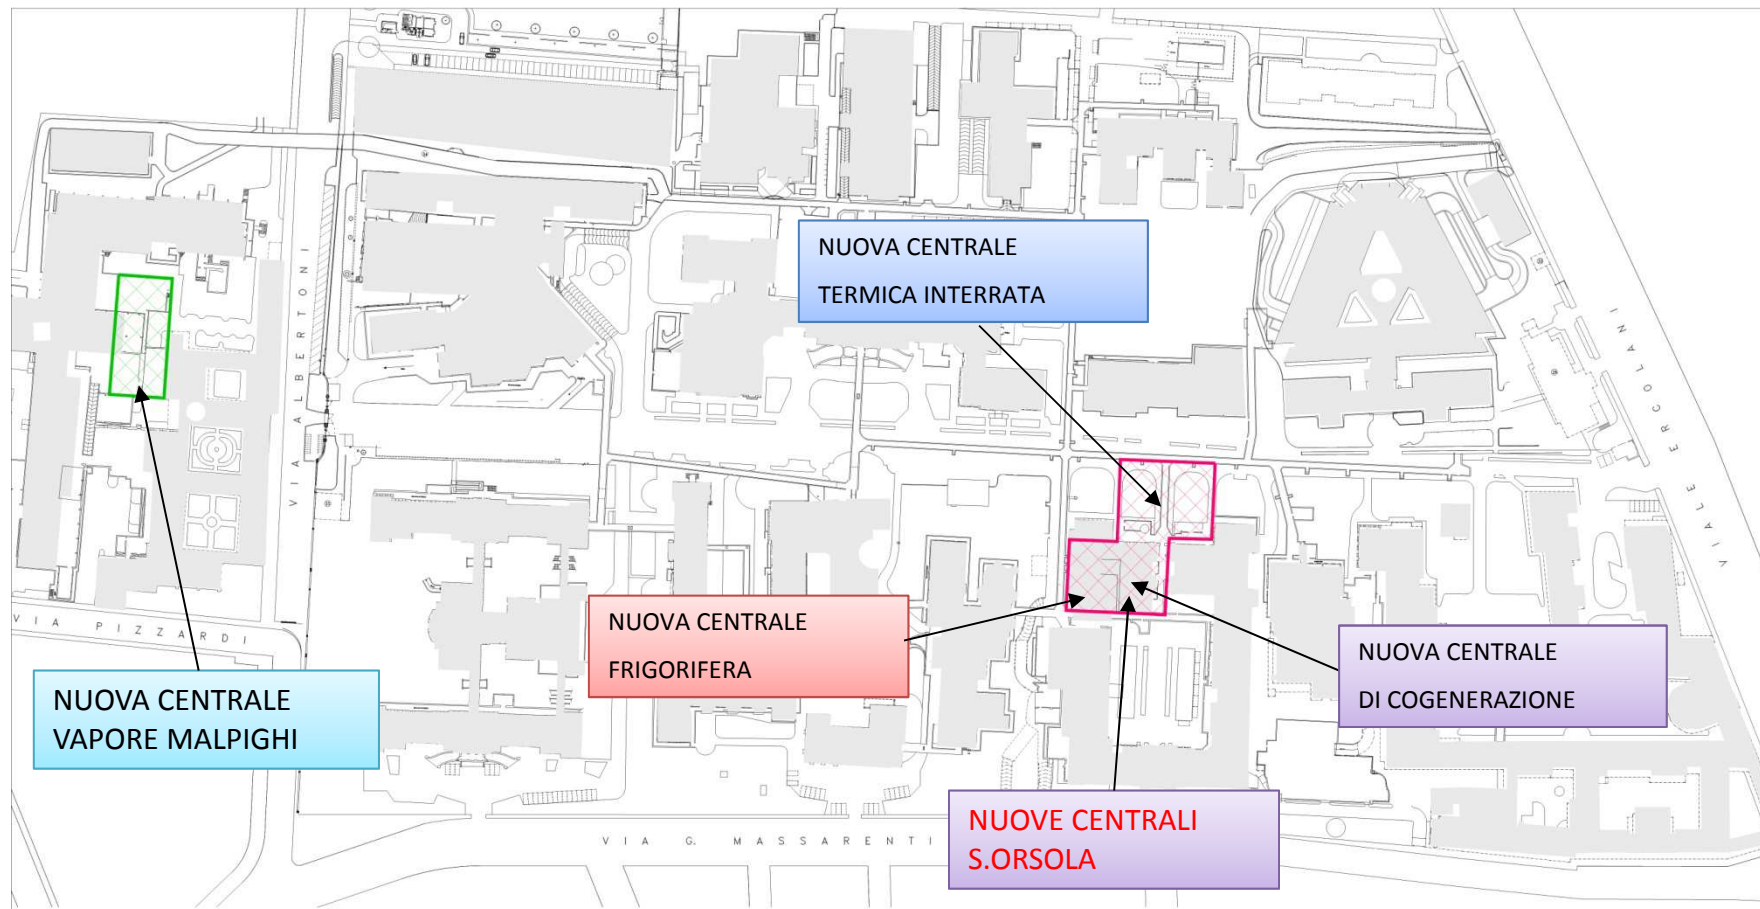 NUOVA CENTRALE
TERMICA INTERRATA
VIA ALBERTONI
VIALE ERCOLANI
NUOVA CENTRALE
FRIGORIFERA
VIA PIZZARDI
NUOVA CENTRALE
DI COGENERAZIONE
NUOVA CENTRALE
VAPORE MALPIGHI
NUOVE CENTRALI
S.ORSOLA
VIA G. MASSARENTI